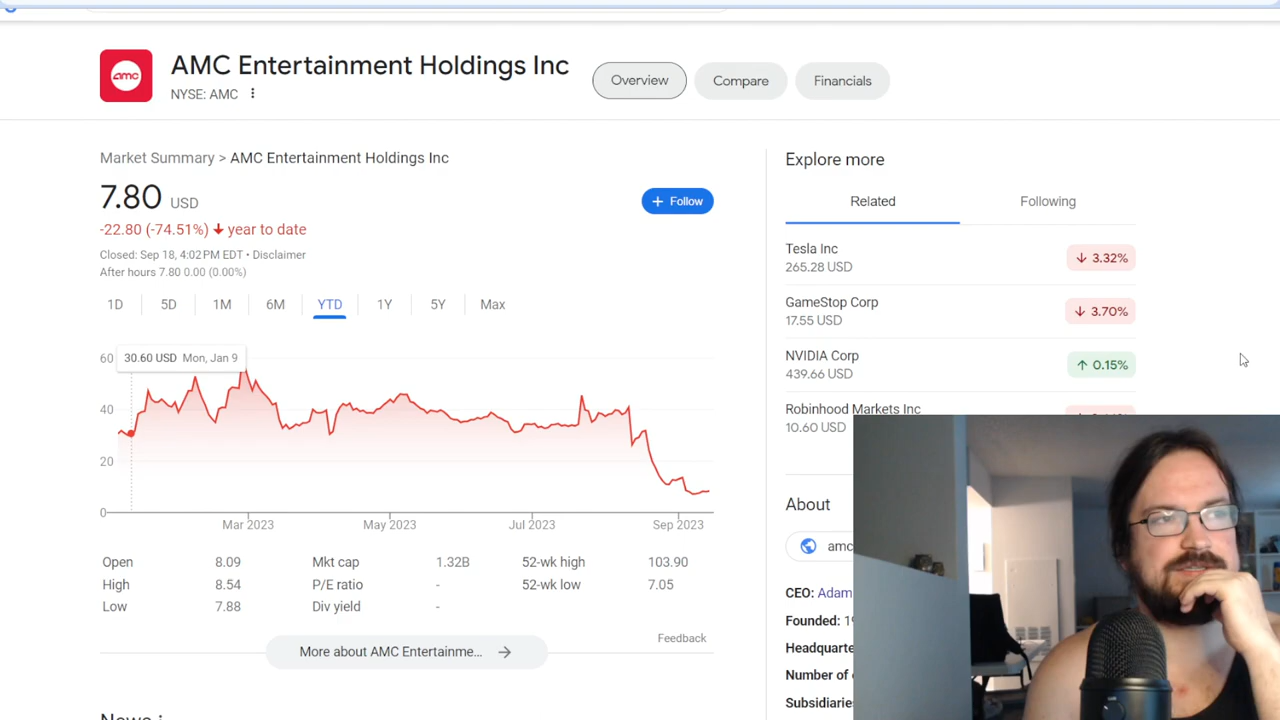 amc
AMC Entertainment Holdings Inc
NYSE: AMC
Overview
Compare
Financials
Market Summary > AMC Entertainment Holdings Inc
7.80 USD
+ Follow
-22.80 (-74.51%) ↓ year to date
Closed: Sep 18, 4:02 PM EDT • Disclaimer
After hours 7.80 0.00 (0.00%)
1D 5D 1M 6M YTD 1Y 5Y Max
30.60 USD Mon, Jan 9
60
40
20
0
Mar 2023 May 2023 Jul 2023 Sep 2023
Open 8.09 Mkt cap 1.32B 52-wk high 103.90
High 8.54 P/E ratio - 52-wk low 7.05
Low 7.88 Div yield -
Feedback
More about AMC Entertainme... →
Explore more
Related Following
Tesla Inc
265.28 USD
↓ 3.32%
GameStop Corp
17.55 USD
↓ 3.70%
NVIDIA Corp
439.66 USD
↑ 0.15%
Robinhood Markets Inc
10.60 USD
About
amc
CEO: Adam
Founded:
Headquarte
Number of
Subsidiaries